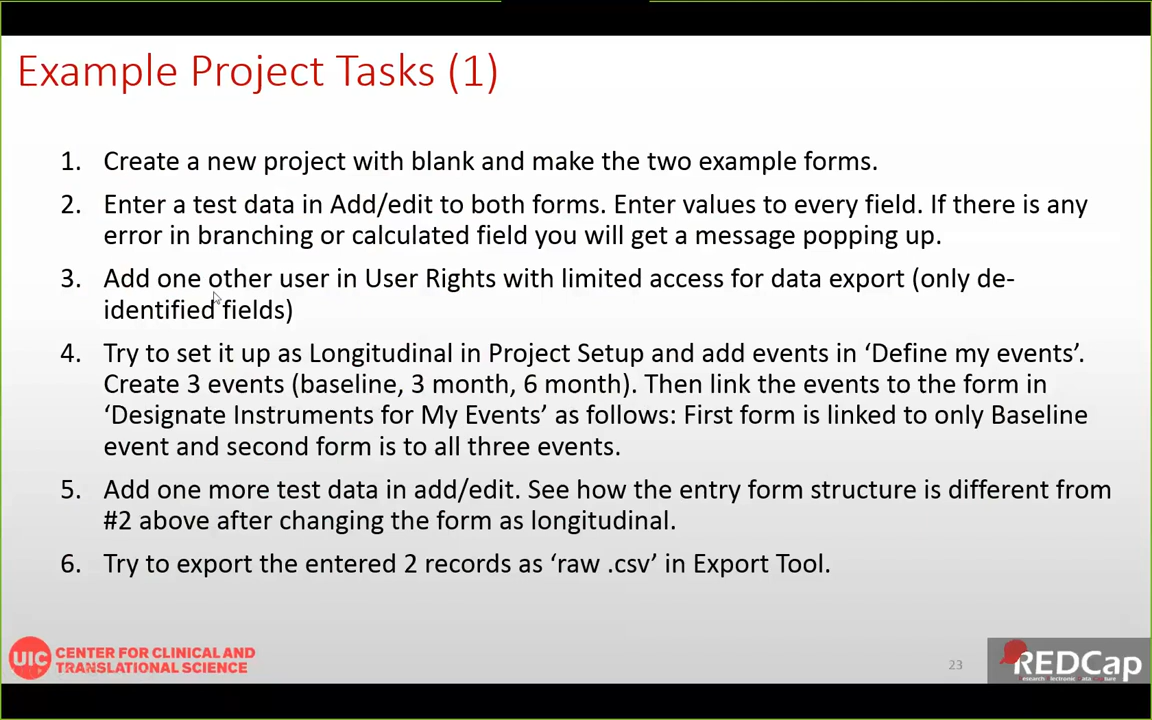 Example Project Tasks (1)
1. Create a new project with blank and make the two example forms.
2. Enter a test data in Add/edit to both forms. Enter values to every field. If there is any
error in branching or calculated field you will get a message popping up.
3. Add one other user in User Rights with limited access for data export (only de-
identified fields)
4. Try to set it up as Longitudinal in Project Setup and add events in ‘Define my events’.
Create 3 events (baseline, 3 month, 6 month). Then link the events to the form in
‘Designate Instruments for My Events’ as follows: First form is linked to only Baseline
event and second form is to all three events.
5. Add one more test data in add/edit. See how the entry form structure is different from
#2 above after changing the form as longitudinal.
6. Try to export the entered 2 records as ‘raw .csv’ in Export Tool.
UIC CENTER FOR CLINICAL AND
TRANSLATIONAL SCIENCE
23
REDCap